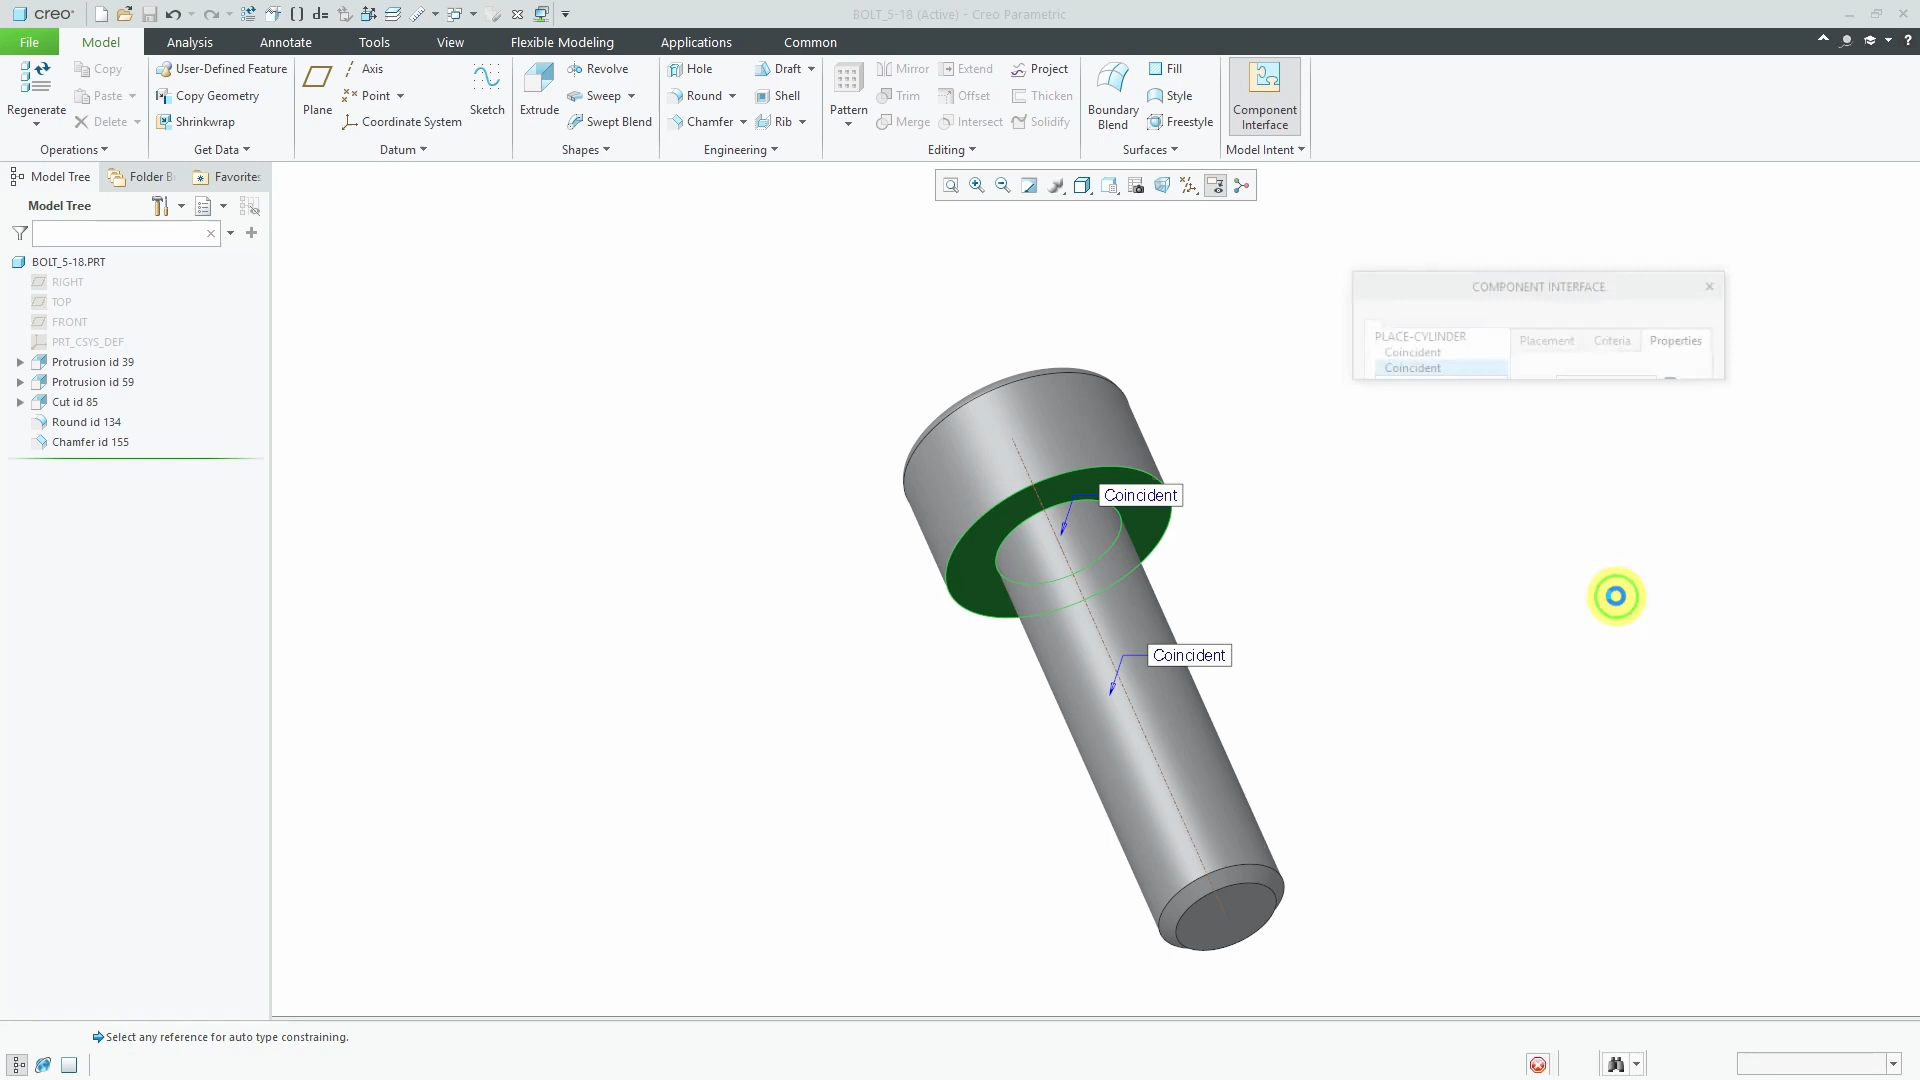 creo
BOLT_5-18 (Active) - Creo Parametric
File Model Analysis Annotate Tools View Flexible Modeling Applications Common
Regenerate
Copy
Paste
Delete
Operations
User-Defined Feature
Copy Geometry
Shrinkwrap
Get Data
Plane
Axis
Point
Coordinate System
Sketch
Datum
Extrude
Revolve
Sweep
Swept Blend
Shapes
Hole
Draft
Round
Shell
Chamfer
Rib
Engineering
Pattern
Mirror
Extend
Project
Trim
Offset
Thicken
Merge
Intersect
Solidify
Editing
Boundary
Blend
Fill
Style
Freestyle
Surfaces
Component
Interface
Model Intent
Model Tree Folder B Favorites
Model Tree
BOLT_5-18.PRT
RIGHT
TOP
FRONT
PRT_CSYS_DEF
Protrusion id 39
Protrusion id 59
Cut id 85
Round id 134
Chamfer id 155
COMPONENT INTERFACE
PLACE-CYLINDER
Coincident
Coincident
Placement Criteria Properties
Coincident
Coincident
Select any reference for auto type constraining.